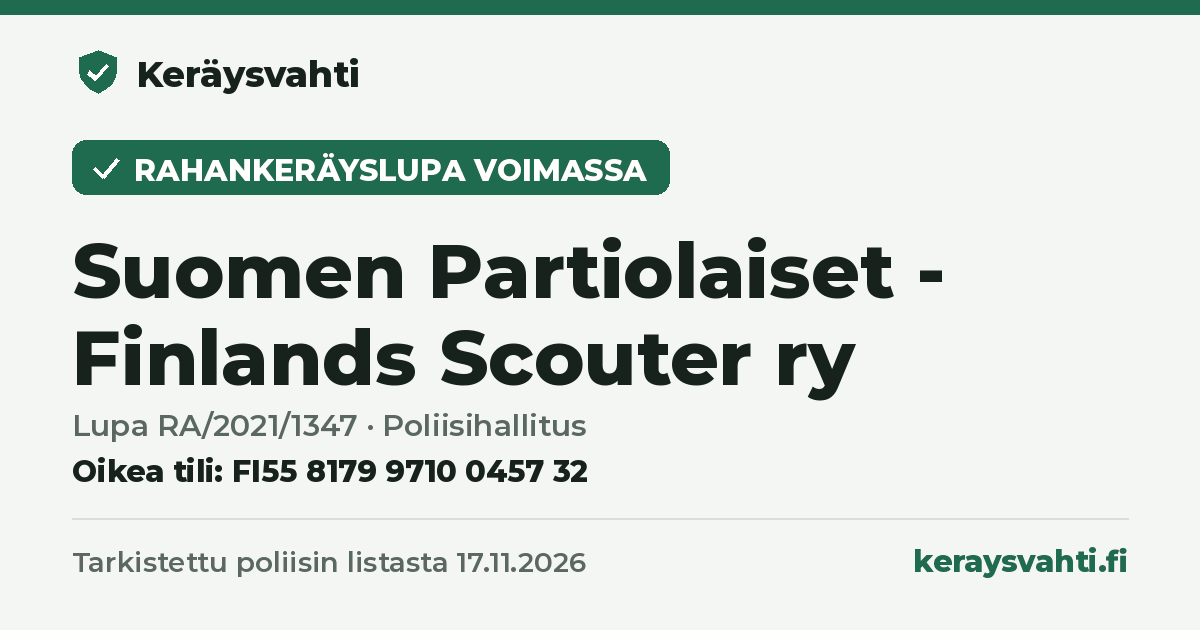 Keräysvahti
RAHANKERÄYSLUPA VOIMASSA
Suomen Partiolaiset -
Finlands Scouter ry
Lupa RA/2021/1347 · Poliisihallitus
Oikea tili: FI55 8179 9710 0457 32
Tarkistettu poliisin listasta 17.11.2026
keraysvahti.fi